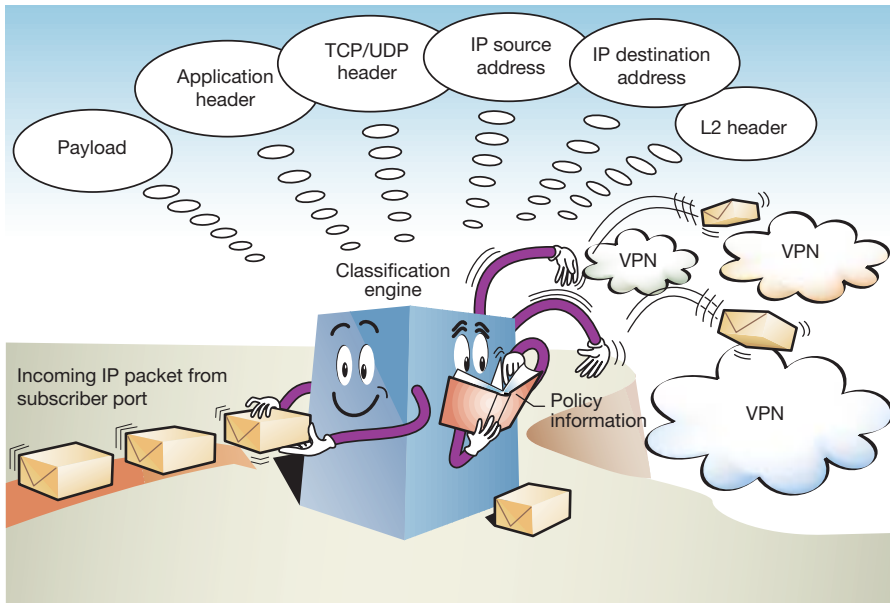 Payload
Application
header
TCP/UDP
header
IP source
address
IP destination
address
L2 header
Classification
engine
VPN
VPN
Incoming IP packet from
subscriber port
Policy
information
VPN